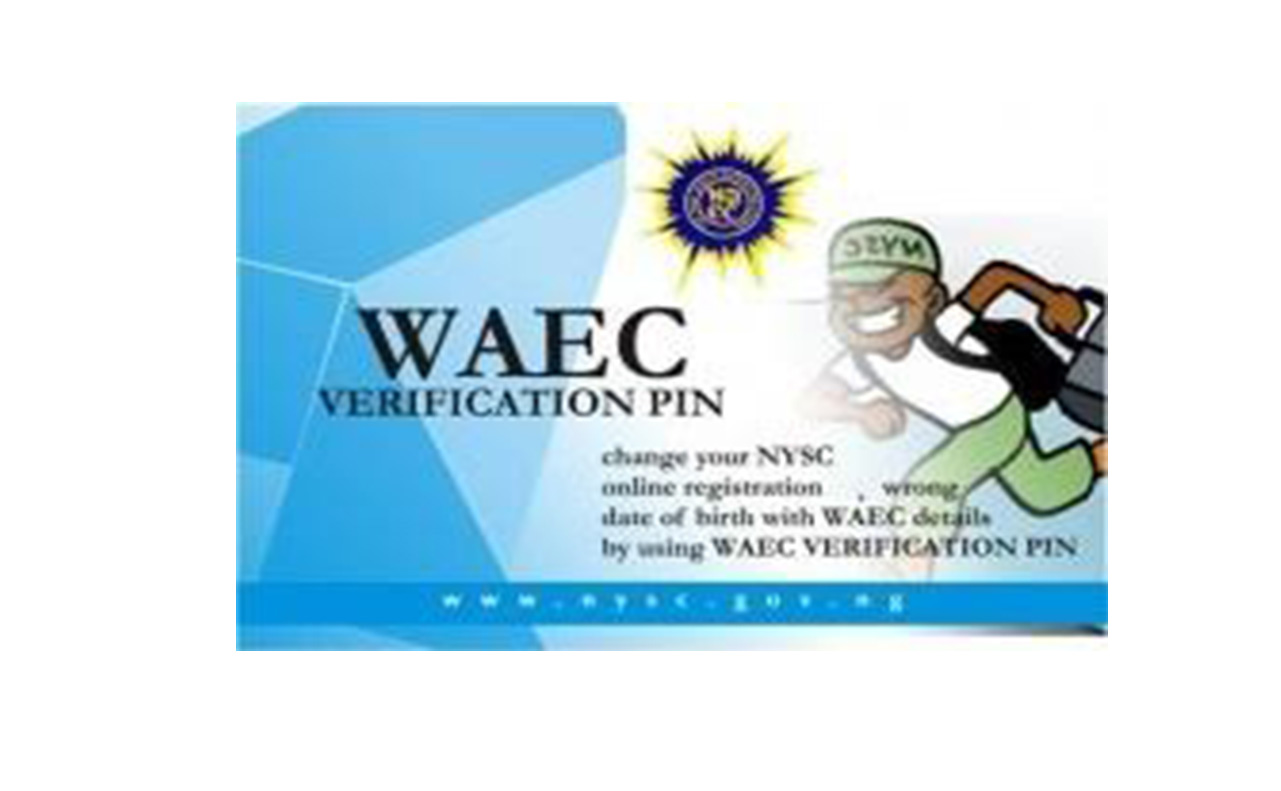 NYSC
WAEC
VERIFICATION PIN
change your NYSC
online registration , wrong
date of birth with WAEC details
by using WAEC VERIFICATION PIN
www.nysc.gov.ng